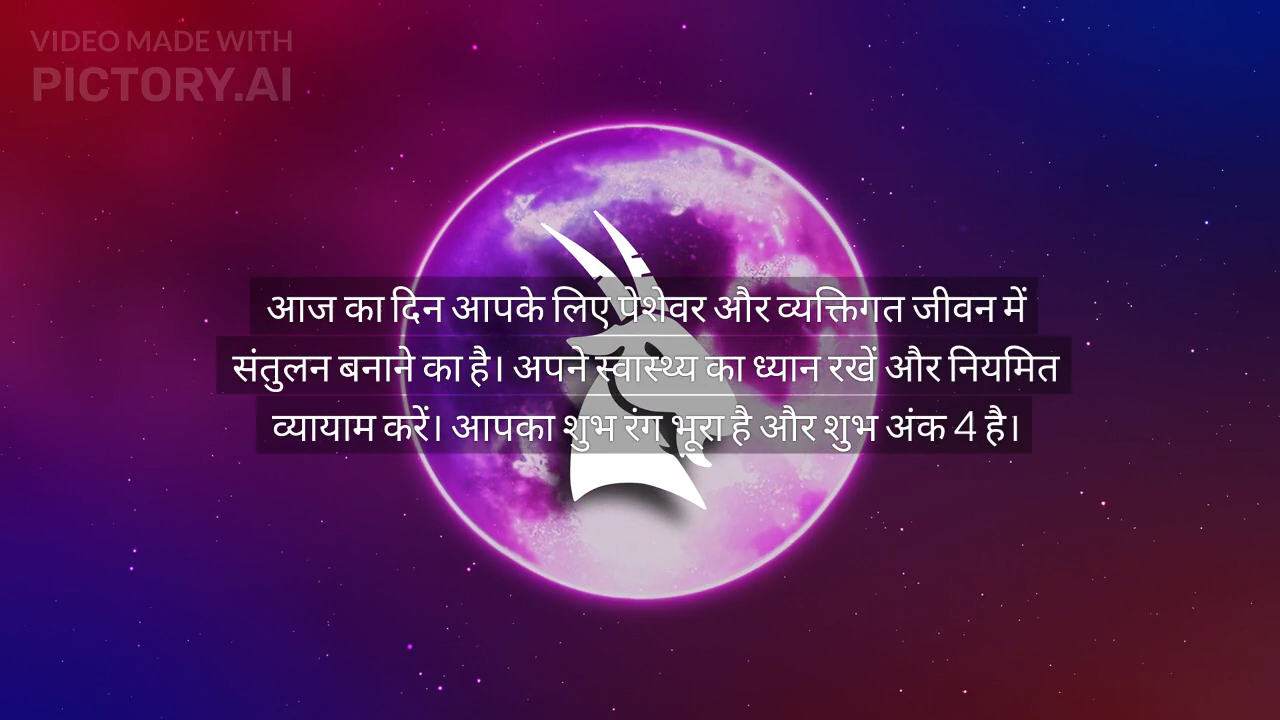 VIDEO MADE WITH
PICTORY.AI
आज का दिन आपके लिए पेशेवर और व्यक्तिगत जीवन में
संतुलन बनाने का है। अपने स्वास्थ्य का ध्यान रखें और नियमित
व्यायाम करें। आपका शुभ रंग भूरा है और शुभ अंक 4 है।